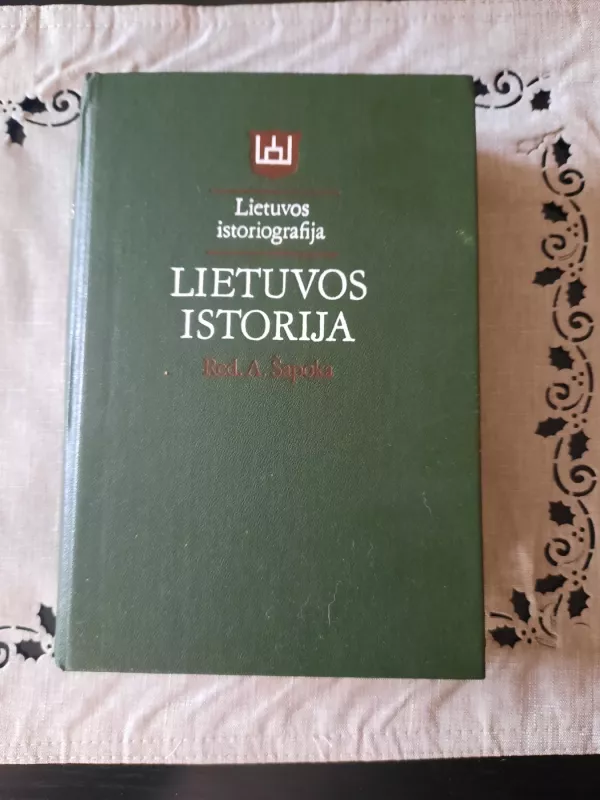 Lietuvos
istoriografija
LIETUVOS
ISTORIJA
Red. A. Šapoka